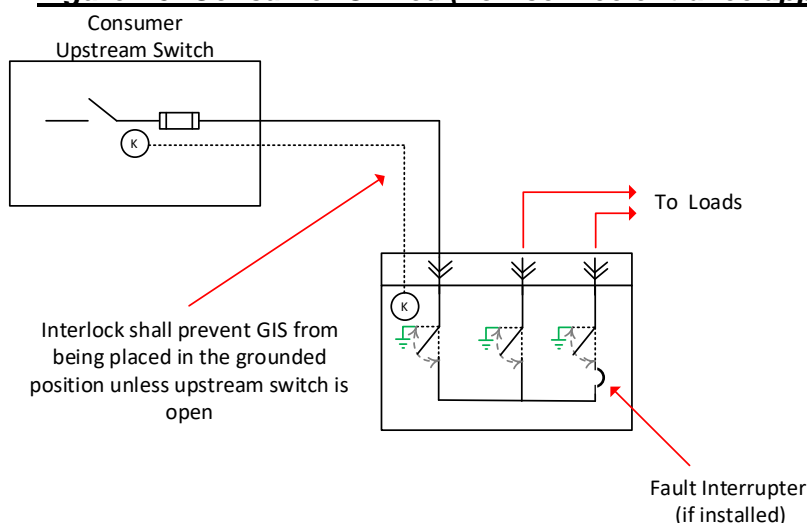 Consumer
Upstream Switch
K
To Loads
K
Interlock shall prevent GIS from
being placed in the grounded
position unless upstream switch is
open
Fault Interrupter
(if installed)